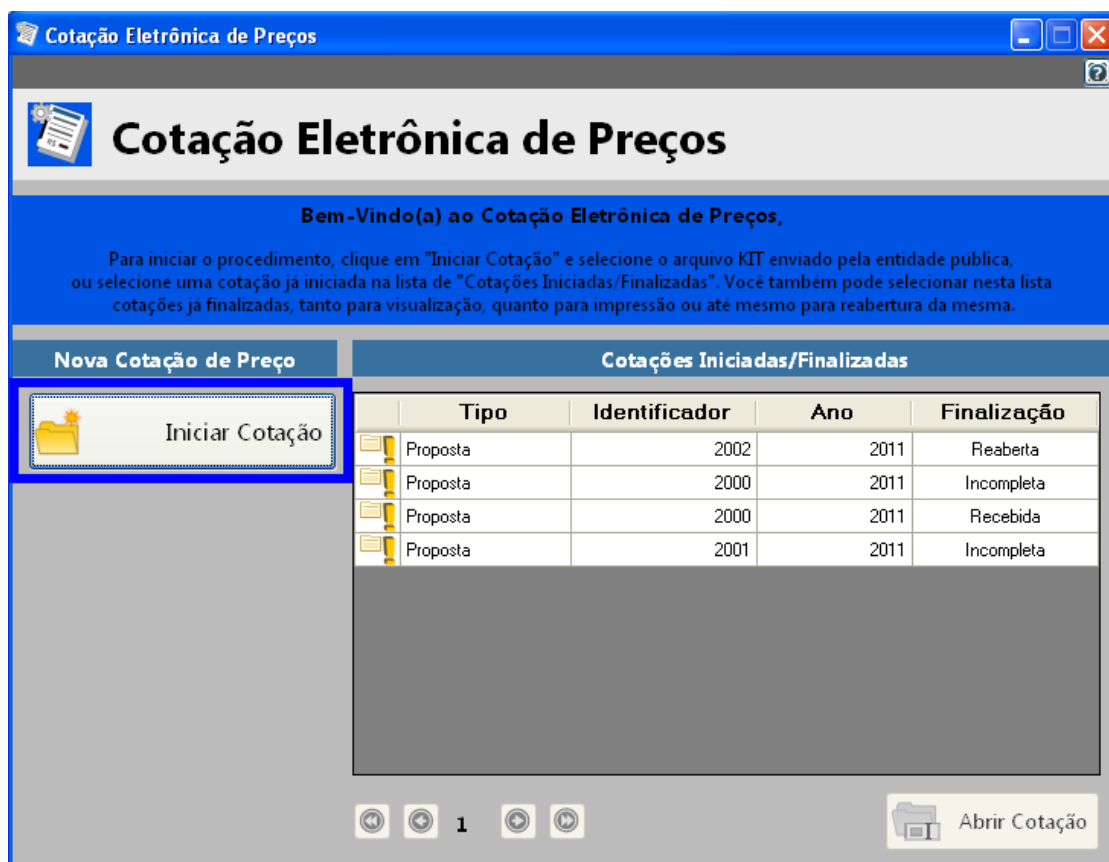 Cotação Eletrônica de Preços
Cotação Eletrônica de Preços
Bem-Vindo(a) ao Cotação Eletrônica de Preços,
Para iniciar o procedimento, clique em "Iniciar Cotação" e selecione o arquivo KIT enviado pela entidade pública,
ou selecione uma cotação já iniciada na lista de "Cotações Iniciadas/Finalizadas". Você também pode selecionar nesta lista
cotações já finalizadas, tanto para visualização, quanto para impressão ou até mesmo para reabertura da mesma.
Nova Cotação de Preço
Cotações Iniciadas/Finalizadas
Iniciar Cotação
Tipo Identificador Ano Finalização
Proposta 2002 2011 Reaberta
Proposta 2000 2011 Incompleta
Proposta 2000 2011 Recebida
Proposta 2001 2011 Incompleta
1
Abrir Cotação